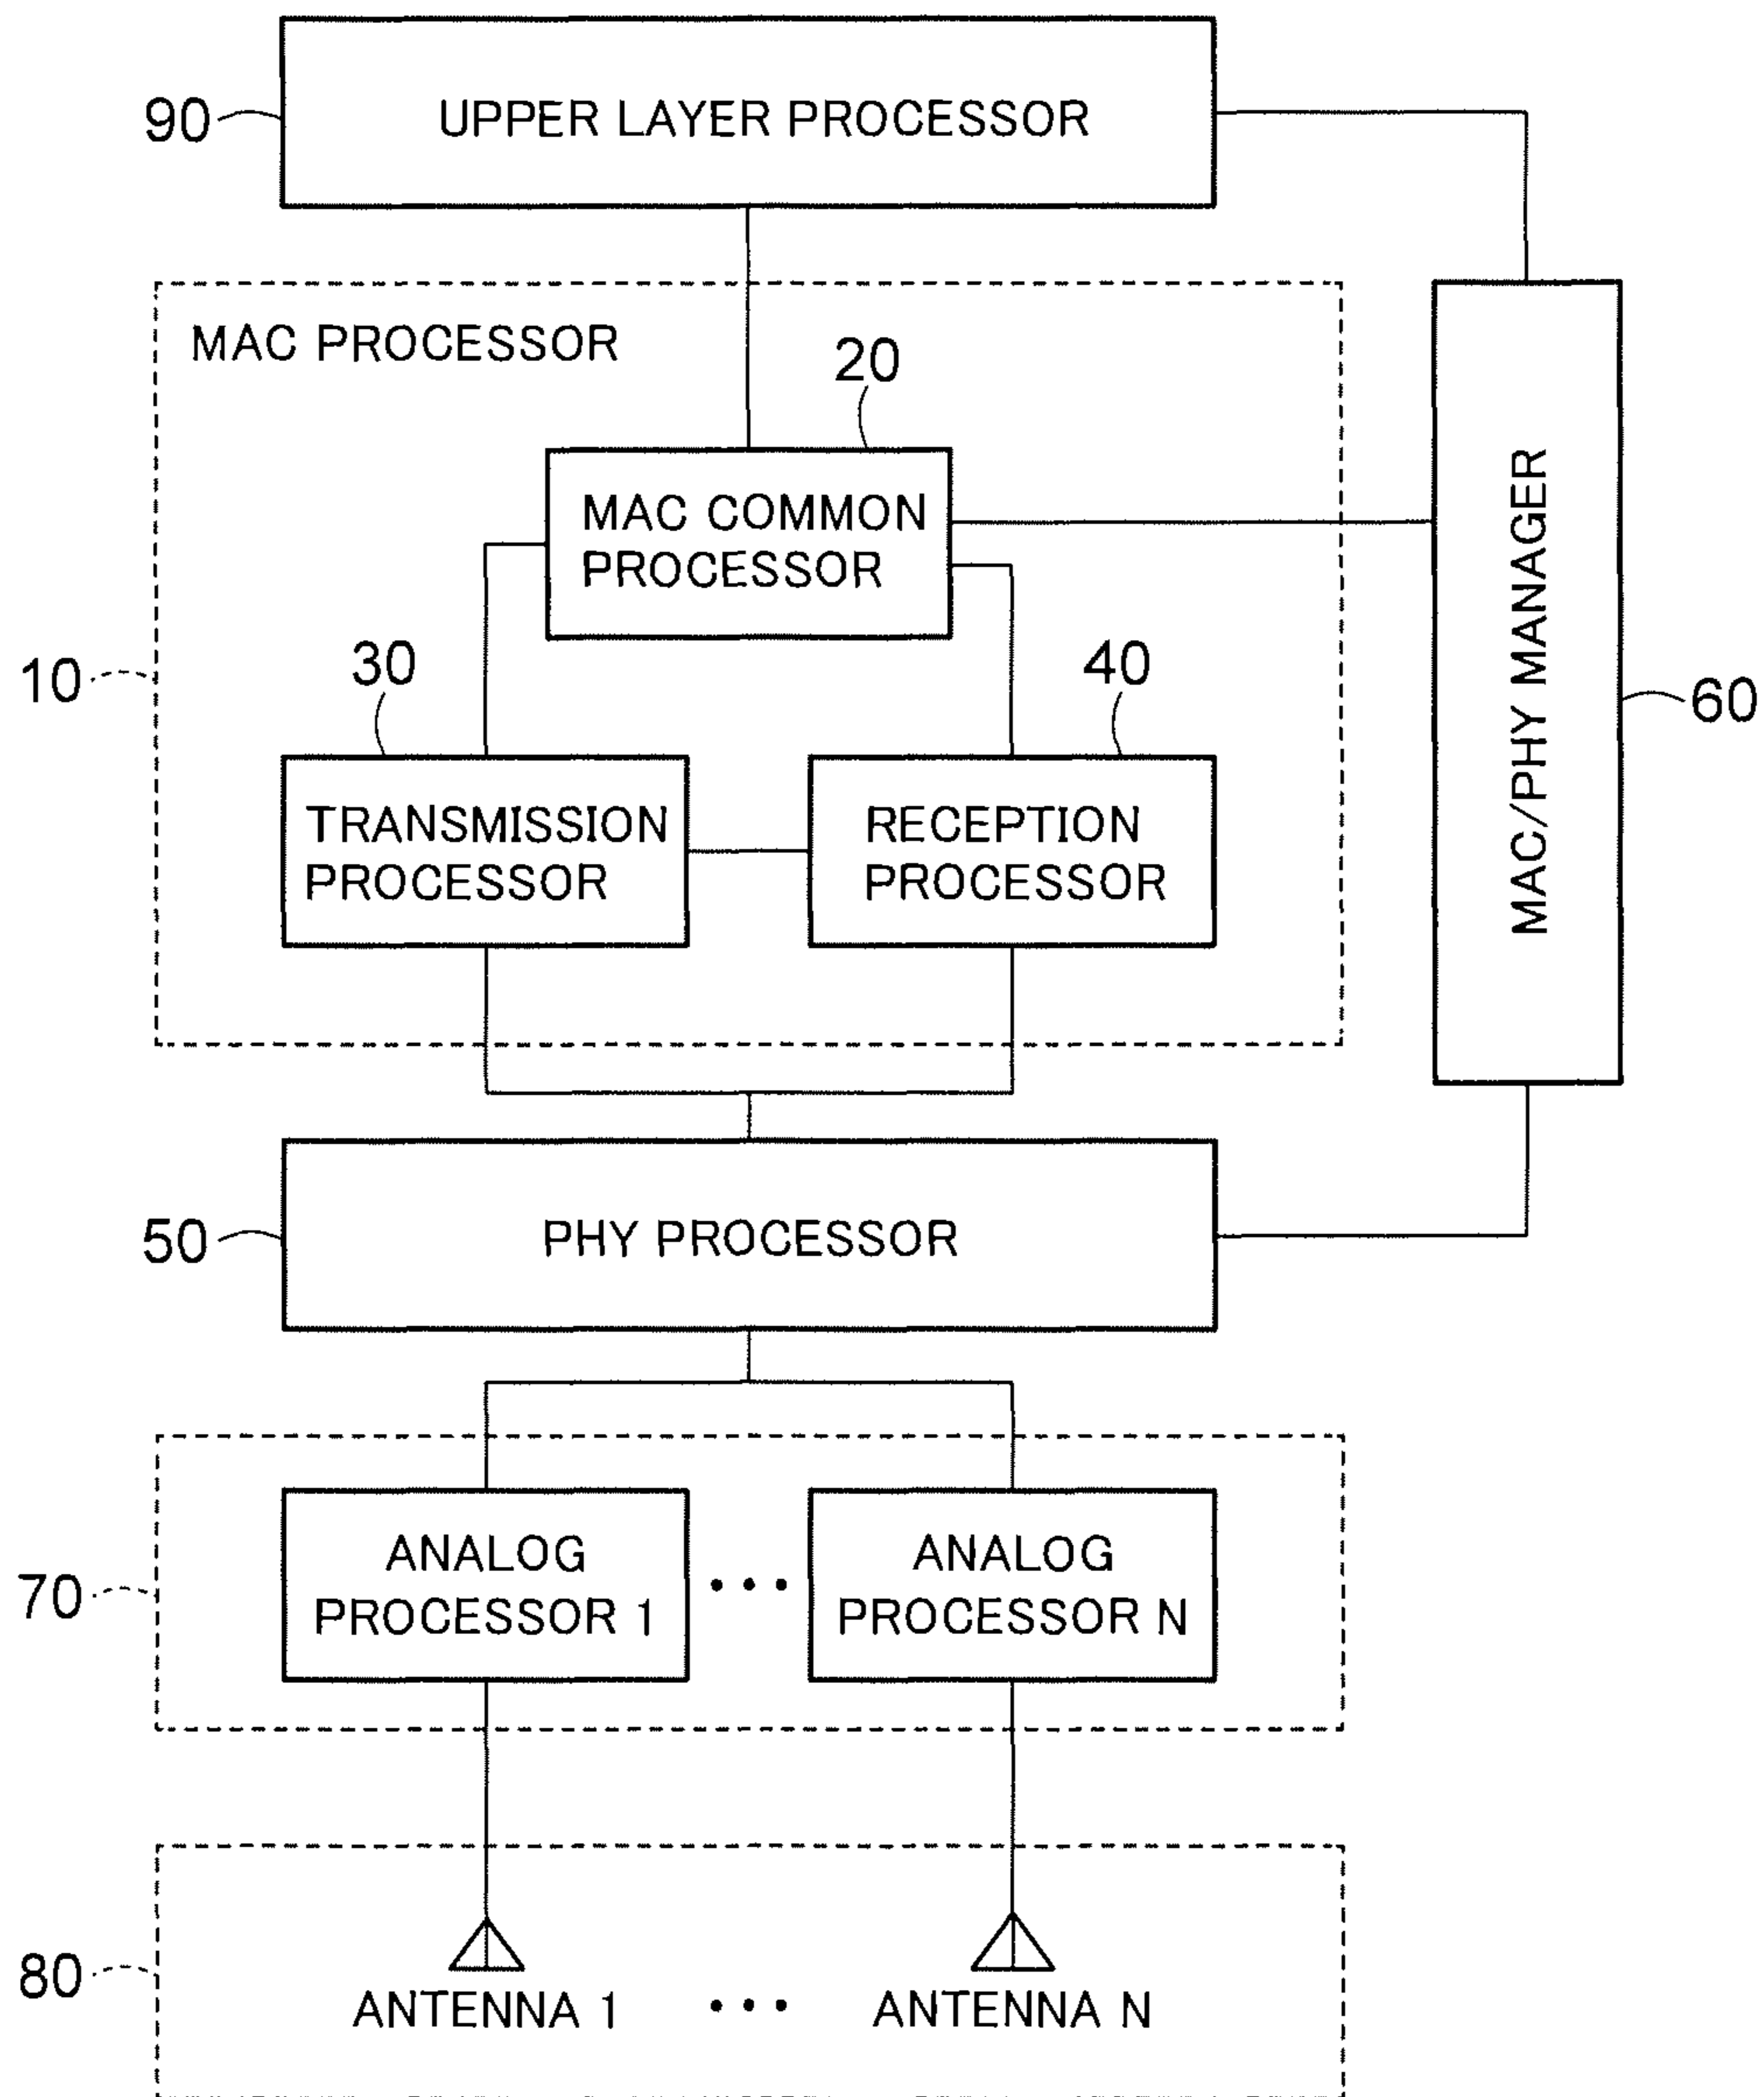 90
UPPER LAYER PROCESSOR
MAC PROCESSOR
20
MAC COMMON
PROCESSOR
10
30
40
TRANSMISSION
PROCESSOR
RECEPTION
PROCESSOR
MAC/PHY MANAGER
60
50
PHY PROCESSOR
70
ANALOG
PROCESSOR 1
• • •
ANALOG
PROCESSOR N
80
ANTENNA 1
• • •
ANTENNA N